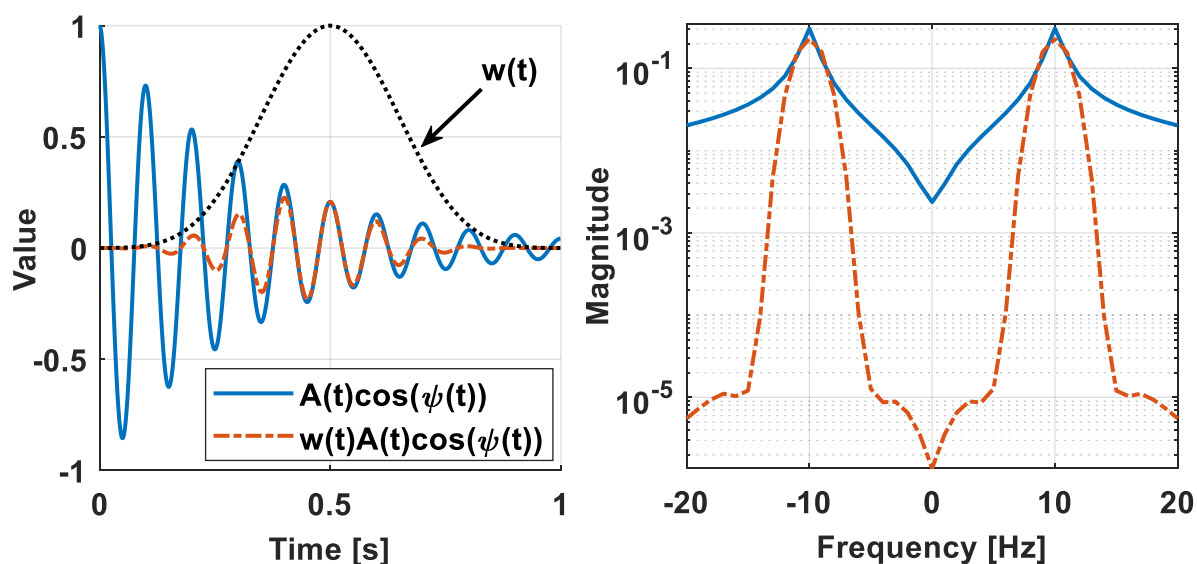 1
0.5
0
-0.5
-1
Value
w(t)
A(t)cos(ψ(t))
w(t)A(t)cos(ψ(t))
0
0.5
1
Time [s]
10^-1
10^-3
10^-5
Magnitude
-20
-10
0
10
20
Frequency [Hz]